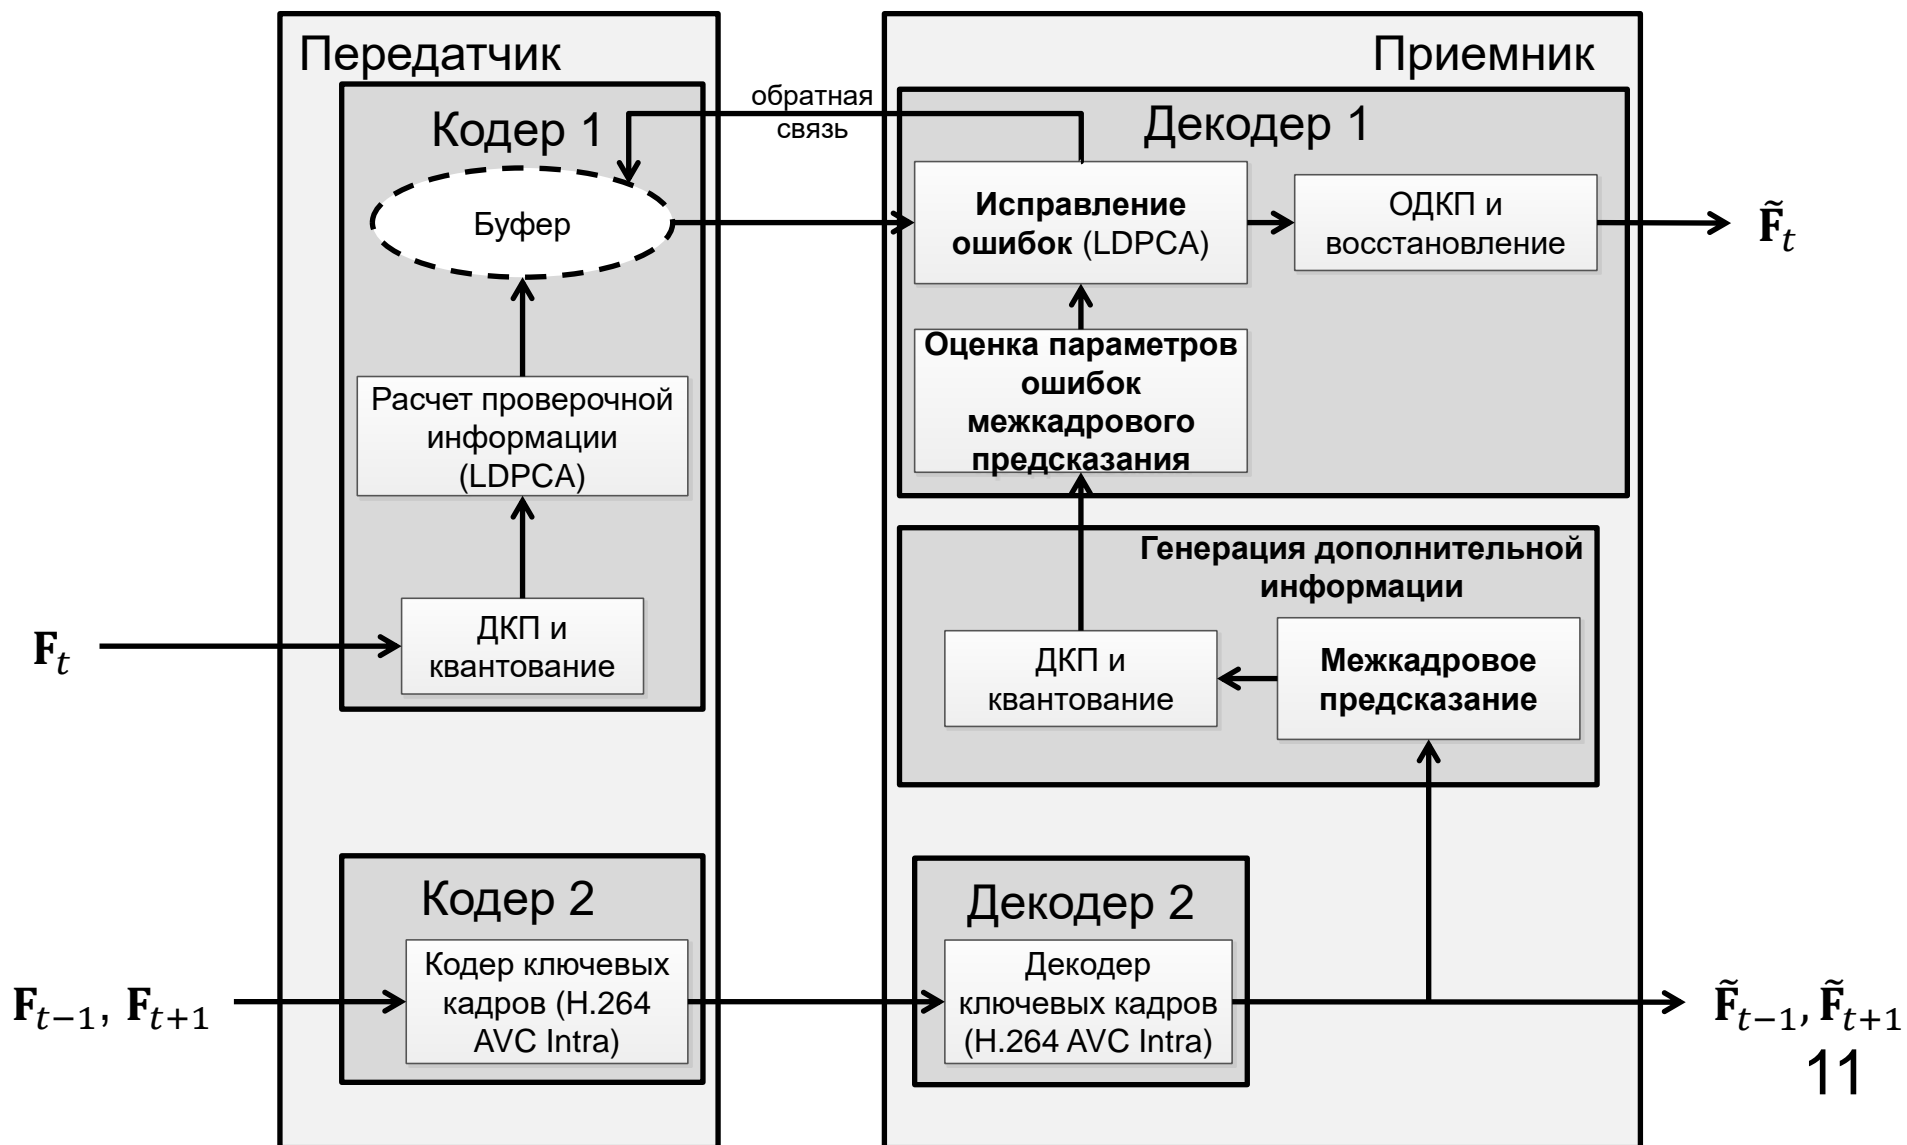 Передатчик
Кодер 1
Буфер
Расчет проверочной
информации
(LDPCA)
ДКП и
квантование
𝐅𝑡
обратная
связь
Приемник
Декодер 1
Исправление
ошибок (LDPCA)
ОДКП и
восстановление
𝐅̃𝑡
Оценка параметров
ошибок
межкадрового
предсказания
Генерация дополнительной
информации
ДКП и
квантование
Межкадровое
предсказание
Кодер 2
Кодер ключевых
кадров (H.264
AVC Intra)
𝐅𝑡−1, 𝐅𝑡+1
Декодер 2
Декодер
ключевых кадров
(H.264 AVC Intra)
𝐅̃𝑡−1, 𝐅̃𝑡+1
11